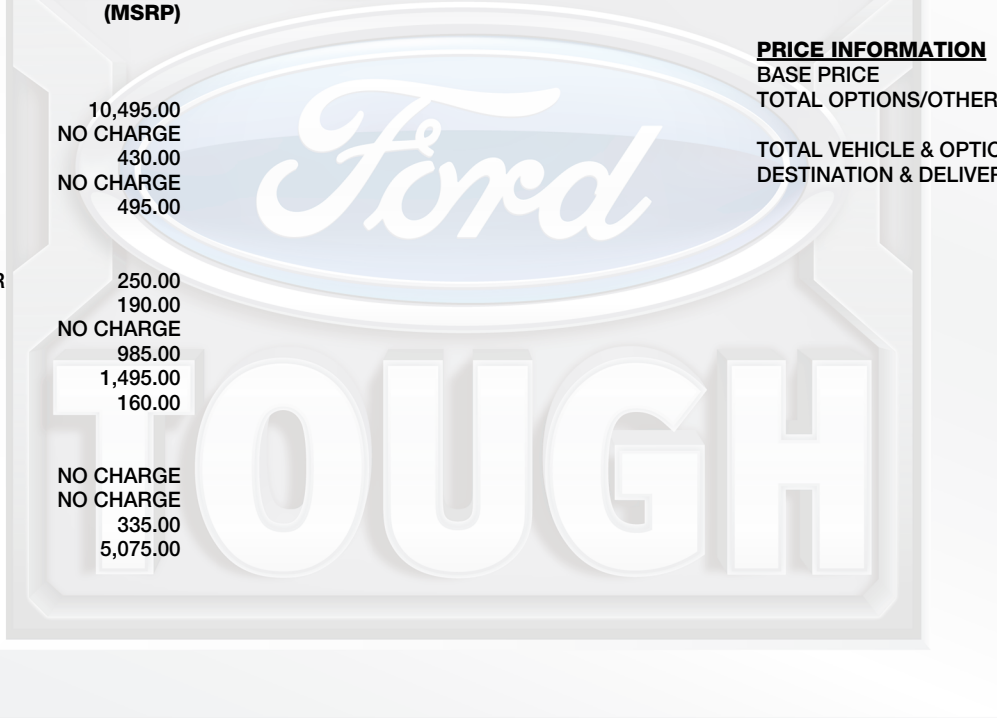 (MSRP)
10,495.00
NO CHARGE
430.00
NO CHARGE
495.00
R 250.00
190.00
NO CHARGE
985.00
1,495.00
160.00
NO CHARGE
NO CHARGE
335.00
5,075.00
PRICE INFORMATION
BASE PRICE
TOTAL OPTIONS/OTHER
TOTAL VEHICLE & OPTIO
DESTINATION & DELIVER
Ford
TOUGH